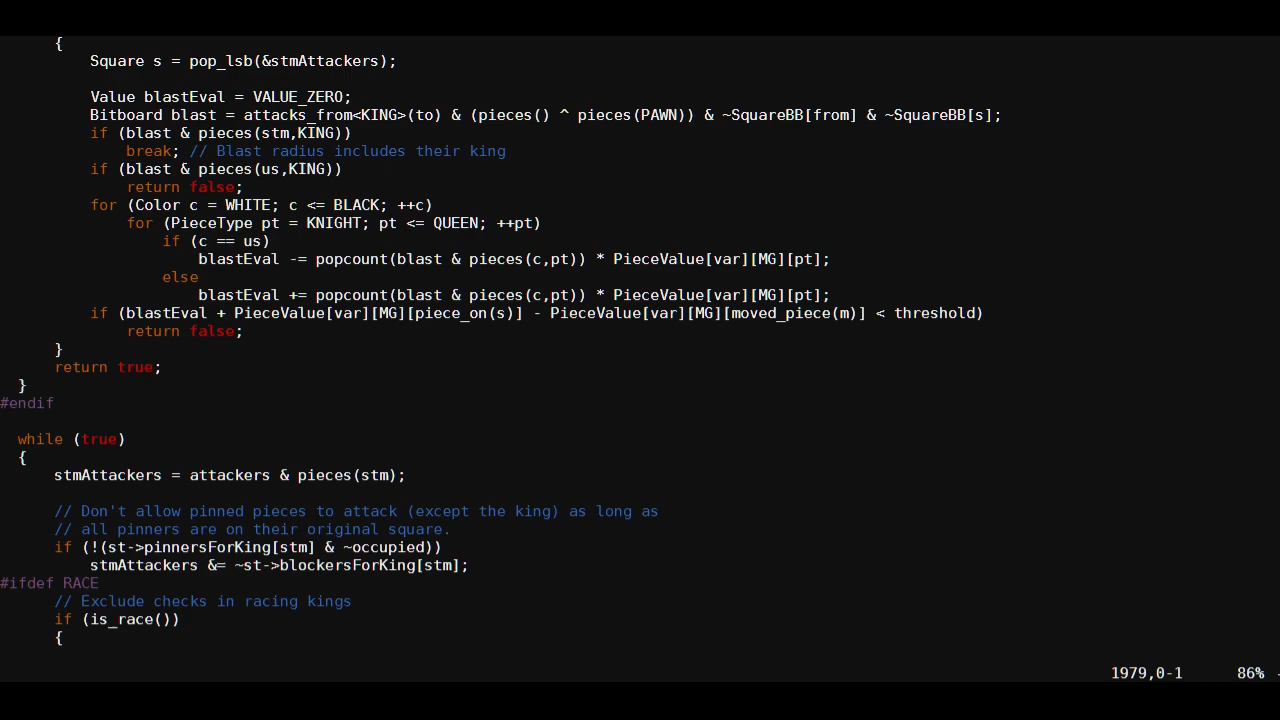 {
Square s = pop_lsb(&stmAttackers);
Value blastEval = VALUE_ZERO;
Bitboard blast = attacks_from<KING>(to) & (pieces() ^ pieces(PAWN)) & ~SquareBB[from] & ~SquareBB[s];
if (blast & pieces(stm,KING))
break; // Blast radius includes their king
if (blast & pieces(us,KING))
return false;
for (Color c = WHITE; c <= BLACK; ++c)
for (PieceType pt = KNIGHT; pt <= QUEEN; ++pt)
if (c == us)
blastEval -= popcount(blast & pieces(c,pt)) * PieceValue[var][MG][pt];
else
blastEval += popcount(blast & pieces(c,pt)) * PieceValue[var][MG][pt];
if (blastEval + PieceValue[var][MG][piece_on(s)] - PieceValue[var][MG][moved_piece(m)] < threshold)
return false;
}
return true;
}
#endif
while (true)
{
stmAttackers = attackers & pieces(stm);
// Don't allow pinned pieces to attack (except the king) as long as
// all pinners are on their original square.
if (!(st->pinnersForKing[stm] & ~occupied))
stmAttackers &= ~st->blockersForKing[stm];
#ifdef RACE
// Exclude checks in racing kings
if (is_race())
{
1979,0-1 86%